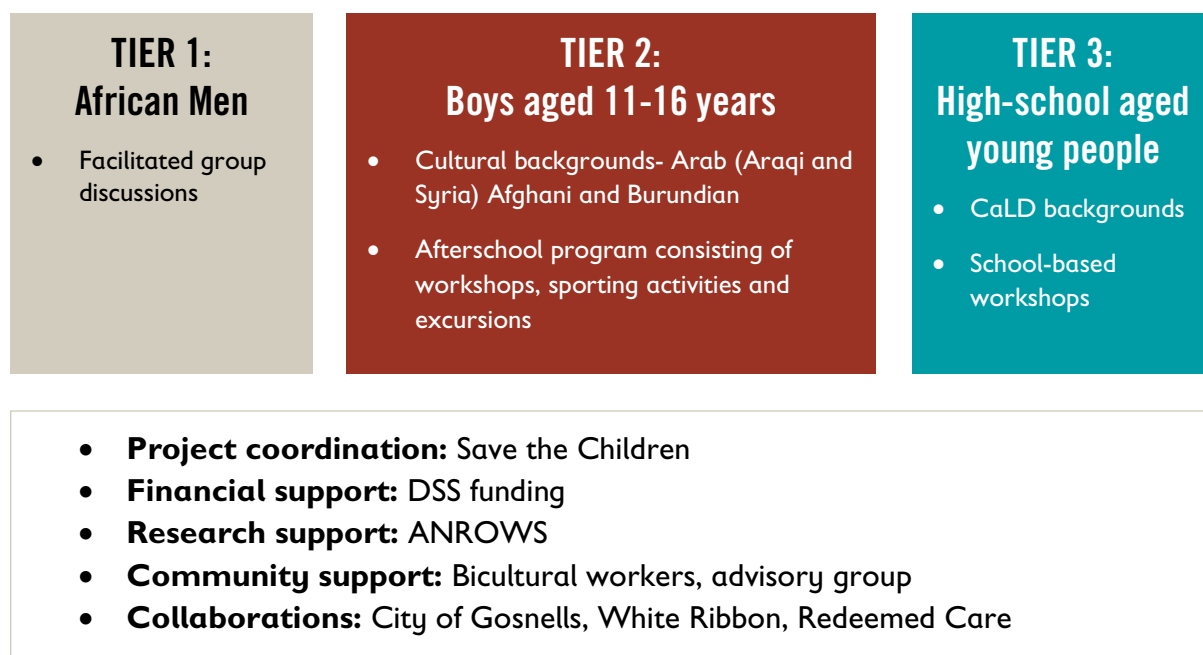 TIER 1:
African Men
• Facilitated group
discussions
TIER 2:
Boys aged 11-16 years
• Cultural backgrounds- Arab (Araqi and
Syria) Afghani and Burundian
• Afterschool program consisting of
workshops, sporting activities and
excursions
TIER 3:
High-school aged
young people
• CaLD backgrounds
• School-based
workshops
• Project coordination: Save the Children
• Financial support: DSS funding
• Research support: ANROWS
• Community support: Bicultural workers, advisory group
• Collaborations: City of Gosnells, White Ribbon, Redeemed Care